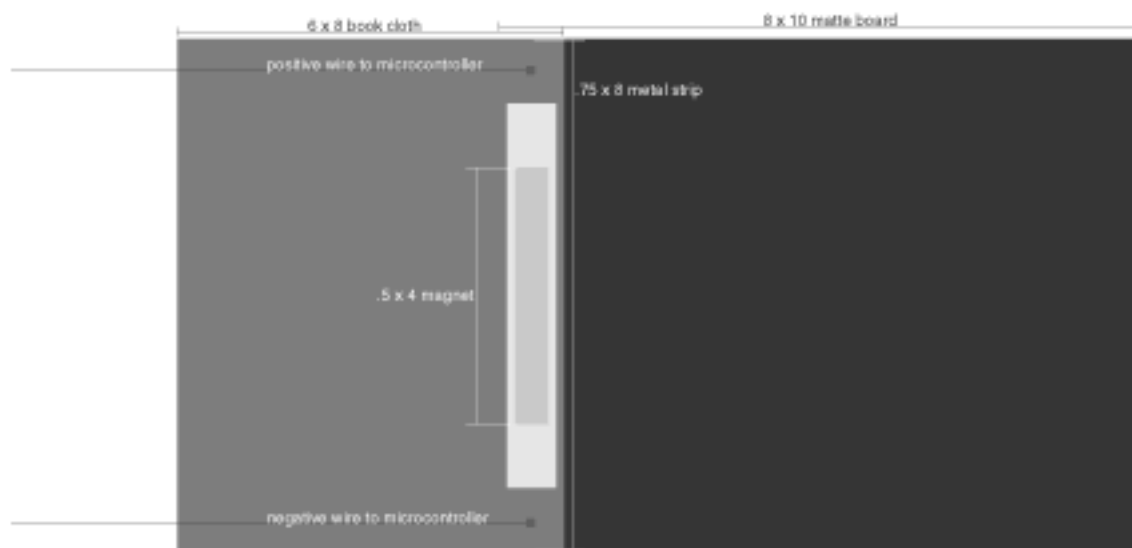 6 x 8 book cloth
8 x 10 matte board
positive wire to microcontroller
.75 x 8 metal strip
.5 x 4 magnet
negative wire to microcontroller